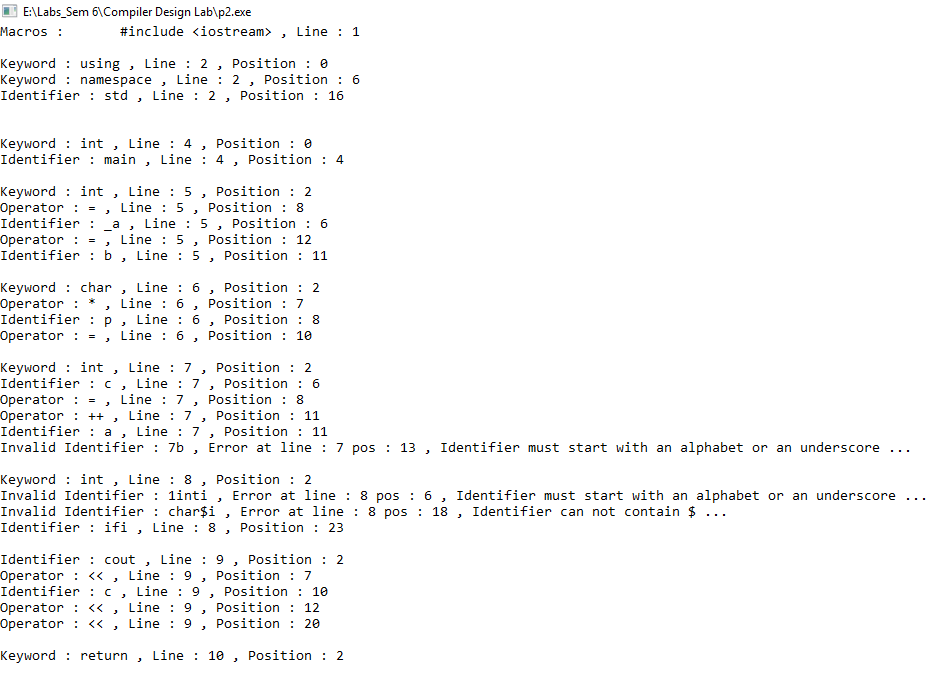 E:\Labs_Sem 6\Compiler Design Lab\p2.exe
Macros :       #include <iostream> , Line : 1
Keyword : using , Line : 2 , Position : 0
Keyword : namespace , Line : 2 , Position : 6
Identifier : std , Line : 2 , Position : 16
Keyword : int , Line : 4 , Position : 0
Identifier : main , Line : 4 , Position : 4
Keyword : int , Line : 5 , Position : 2
Operator : = , Line : 5 , Position : 8
Identifier : _a , Line : 5 , Position : 6
Operator : = , Line : 5 , Position : 12
Identifier : b , Line : 5 , Position : 11
Keyword : char , Line : 6 , Position : 2
Operator : * , Line : 6 , Position : 7
Identifier : p , Line : 6 , Position : 8
Operator : = , Line : 6 , Position : 10
Keyword : int , Line : 7 , Position : 2
Identifier : c , Line : 7 , Position : 6
Operator : = , Line : 7 , Position : 8
Operator : ++ , Line : 7 , Position : 11
Identifier : a , Line : 7 , Position : 11
Invalid Identifier : 7b , Error at line : 7 pos : 13 , Identifier must start with an alphabet or an underscore ...
Keyword : int , Line : 8 , Position : 2
Invalid Identifier : 1inti , Error at line : 8 pos : 6 , Identifier must start with an alphabet or an underscore ...
Invalid Identifier : char$i , Error at line : 8 pos : 18 , Identifier can not contain $ ...
Identifier : ifi , Line : 8 , Position : 23
Identifier : cout , Line : 9 , Position : 2
Operator : << , Line : 9 , Position : 7
Identifier : c , Line : 9 , Position : 10
Operator : << , Line : 9 , Position : 12
Operator : << , Line : 9 , Position : 20
Keyword : return , Line : 10 , Position : 2